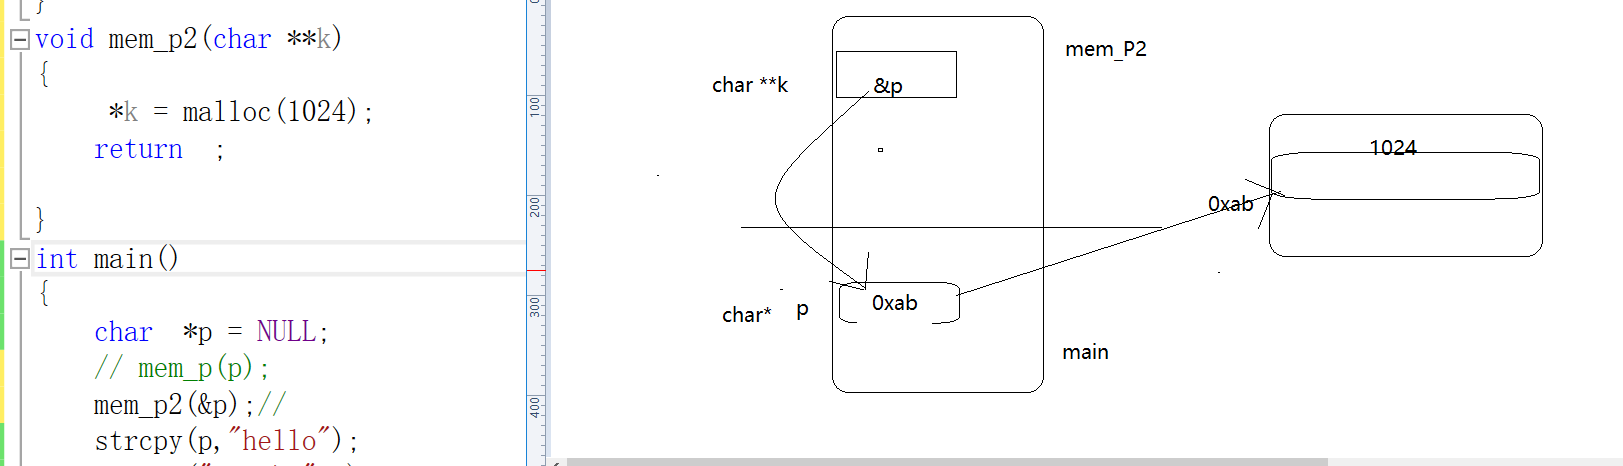 }
void mem_p2(char **k)
{
*k = malloc(1024);
return ;
}
int main()
{
char *p = NULL;
// mem_p(p);
mem_p2(&p);//
strcpy(p,"hello");
100
200
300
400
mem_P2
char **k
&p
1024
0xab
char* p
0xab
main